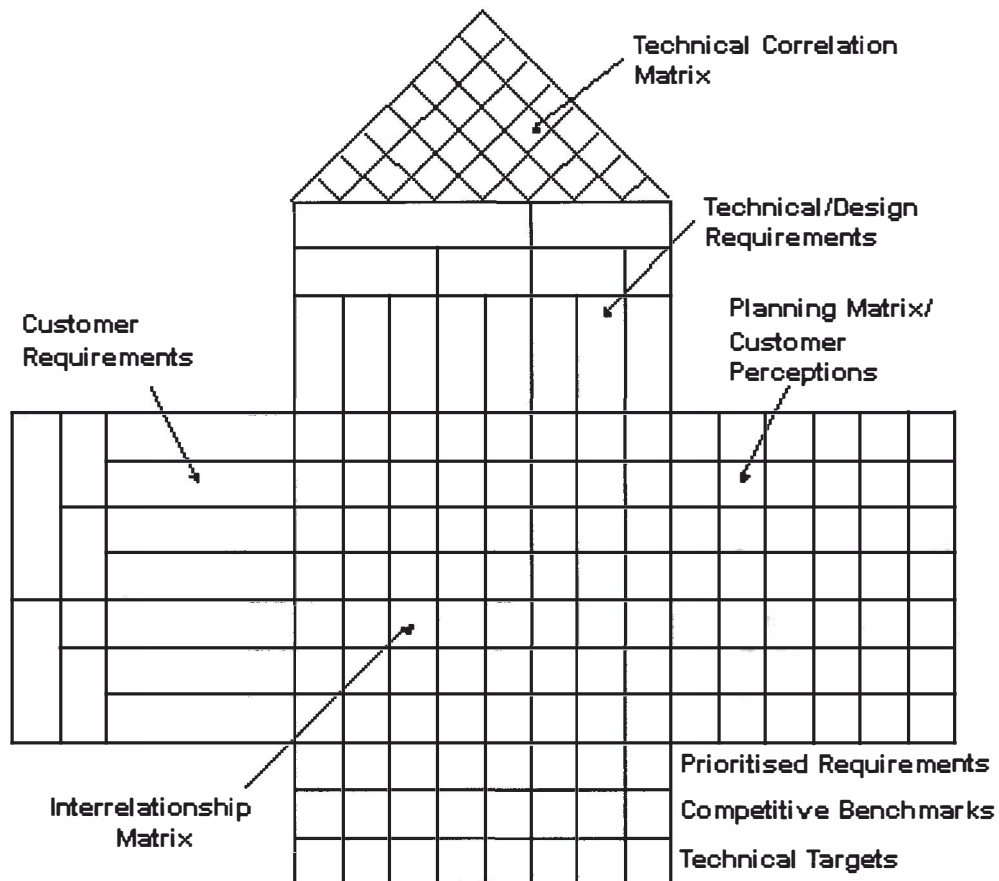 Technical Correlation
Matrix
Technical/Design
Requirements
Planning Matrix/
Customer
Perceptions
Customer
Requirements
Interrelationship
Matrix
Prioritised Requirements
Competitive Benchmarks
Technical Targets